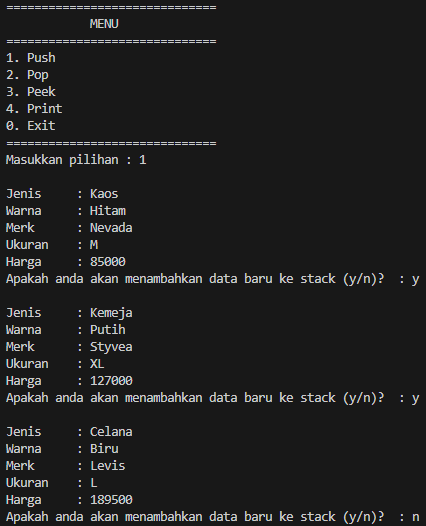 ==============================
            MENU
==============================
1. Push
2. Pop
3. Peek
4. Print
0. Exit
==============================
Masukkan pilihan : 1

Jenis     : Kaos
Warna     : Hitam
Merk      : Nevada
Ukuran    : M
Harga     : 85000
Apakah anda akan menambahkan data baru ke stack (y/n)?  : y

Jenis     : Kemeja
Warna     : Putih
Merk      : Styvea
Ukuran    : XL
Harga     : 127000
Apakah anda akan menambahkan data baru ke stack (y/n)?  : y

Jenis     : Celana
Warna     : Biru
Merk      : Levis
Ukuran    : L
Harga     : 189500
Apakah anda akan menambahkan data baru ke stack (y/n)?  : n